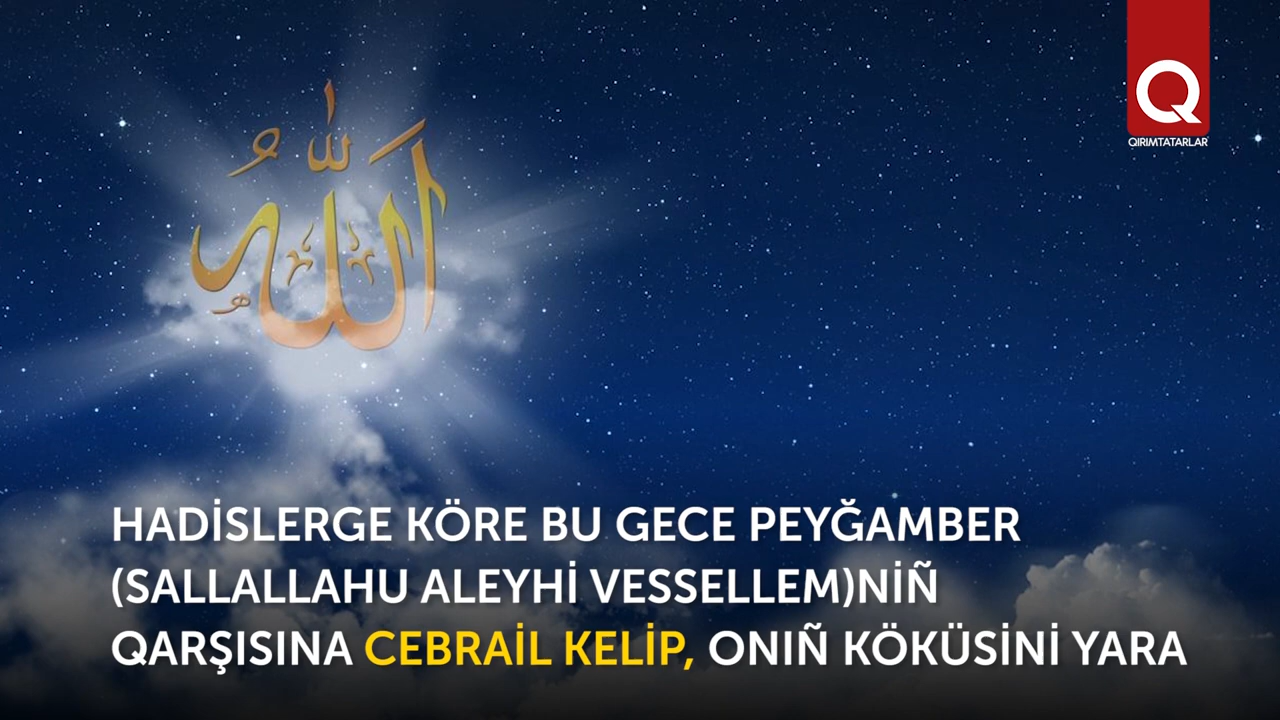 الله
Q
QIRIMTATARLAR
HADİSLERGE KÖRE BU GECE PEYĞAMBER
(SALLALLAHU ALEYHİ VESSELLEM)NİÑ
QARŞISINA CEBRAİL KELİP, ONIÑ KÖKÜSİNİ YARA